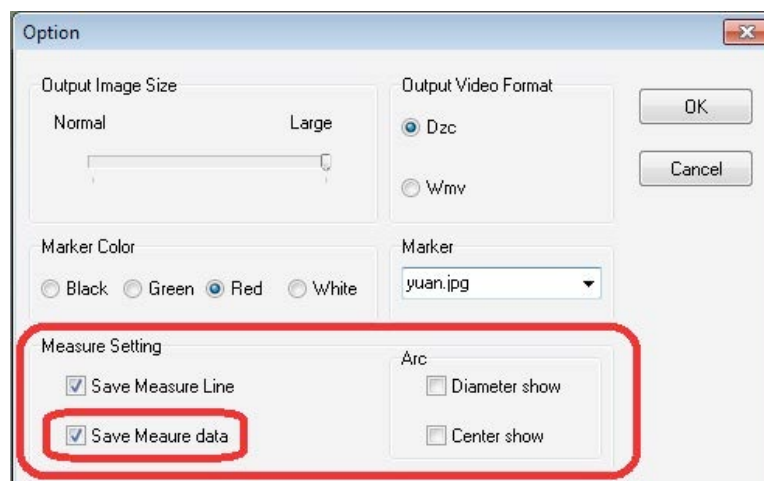 Option
Output Image Size
Normal Large
Output Video Format
Dzc
Wmv
OK
Cancel
Marker Color
Black Green Red White
Marker
yuan.jpg
Measure Setting
Save Measure Line
Save Meaure data
Arc
Diameter show
Center show